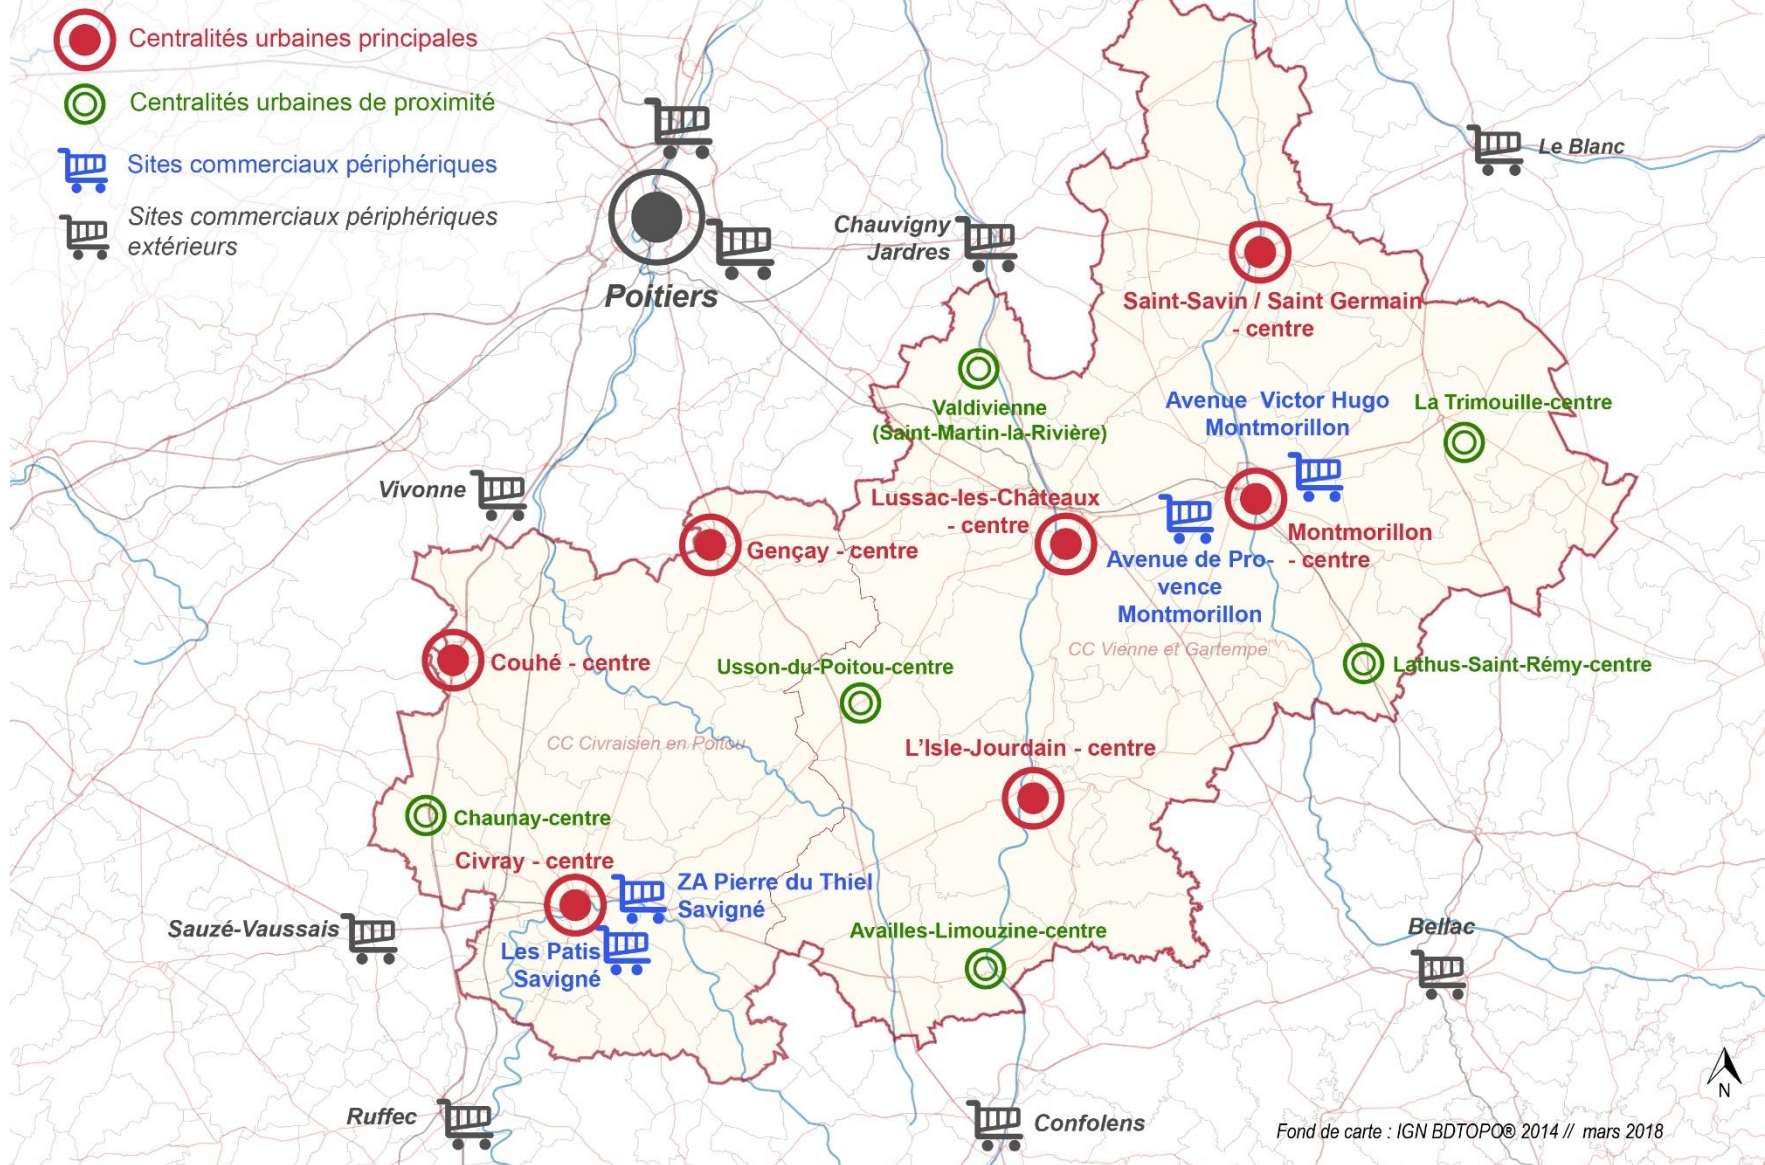 Centralités urbaines principales
Centralités urbaines de proximité
Sites commerciaux périphériques
Sites commerciaux périphériques
extérieurs
Poitiers
Le Blanc
Chauvigny
Jardres
Saint-Savin / Saint Germain
- centre
Valdivienne
(Saint-Martin-la-Rivière)
Avenue Victor Hugo
Montmorillon
La Trimouille-centre
Vivonne
Lussac-les-Châteaux
- centre
Gençay - centre
Montmorillon
- centre
Avenue de Pro-
vence
Montmorillon
CC Vienne et Gartempe
Couhé - centre
Usson-du-Poitou-centre
Lathus-Saint-Rémy-centre
CC Civraisien en Poitou
L'Isle-Jourdain - centre
Chaunay-centre
Civray - centre
ZA Pierre du Thiel
Savigné
Sauzé-Vaussais
Les Patis
Savigné
Availles-Limouzine-centre
Bellac
Ruffec
Confolens
N
Fond de carte : IGN BDTOPO® 2014 // mars 2018